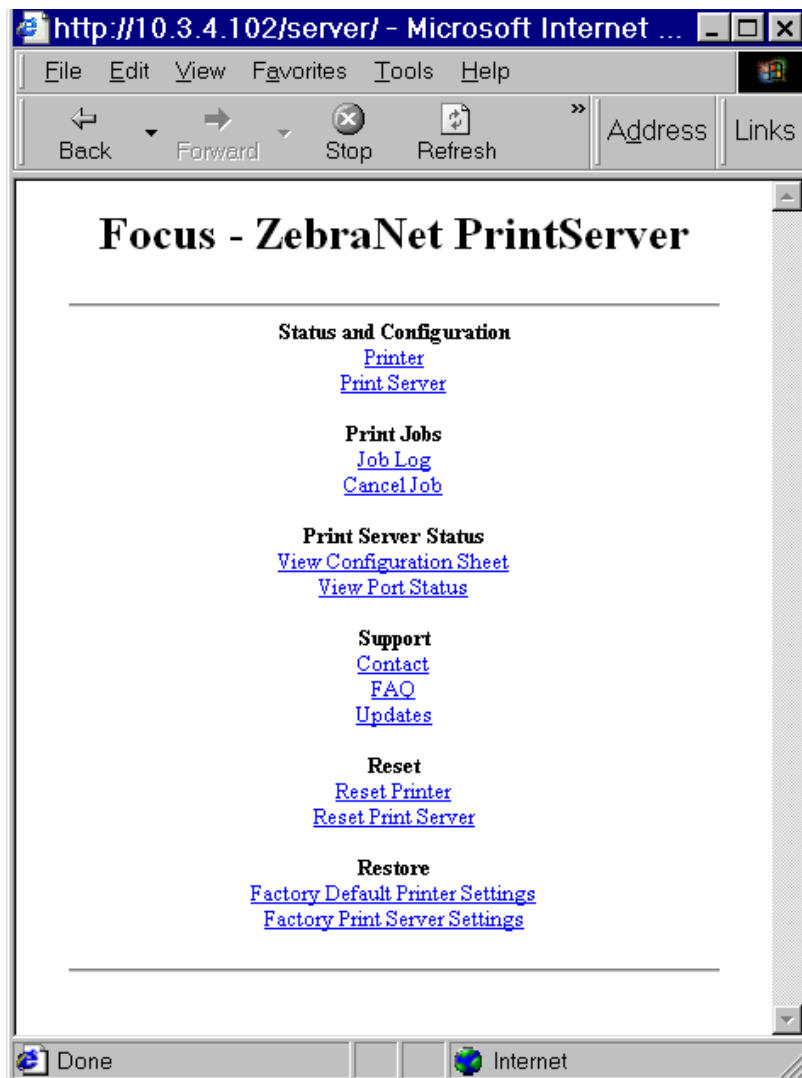 http://10.3.4.102/server/ - Microsoft Internet ...
File Edit View Favorites Tools Help
Back Forward Stop Refresh » Address Links
Focus - ZebraNet PrintServer
Status and Configuration
Printer
Print Server
Print Jobs
Job Log
Cancel Job
Print Server Status
View Configuration Sheet
View Port Status
Support
Contact
FAQ
Updates
Reset
Reset Printer
Reset Print Server
Restore
Factory Default Printer Settings
Factory Print Server Settings
Done Internet